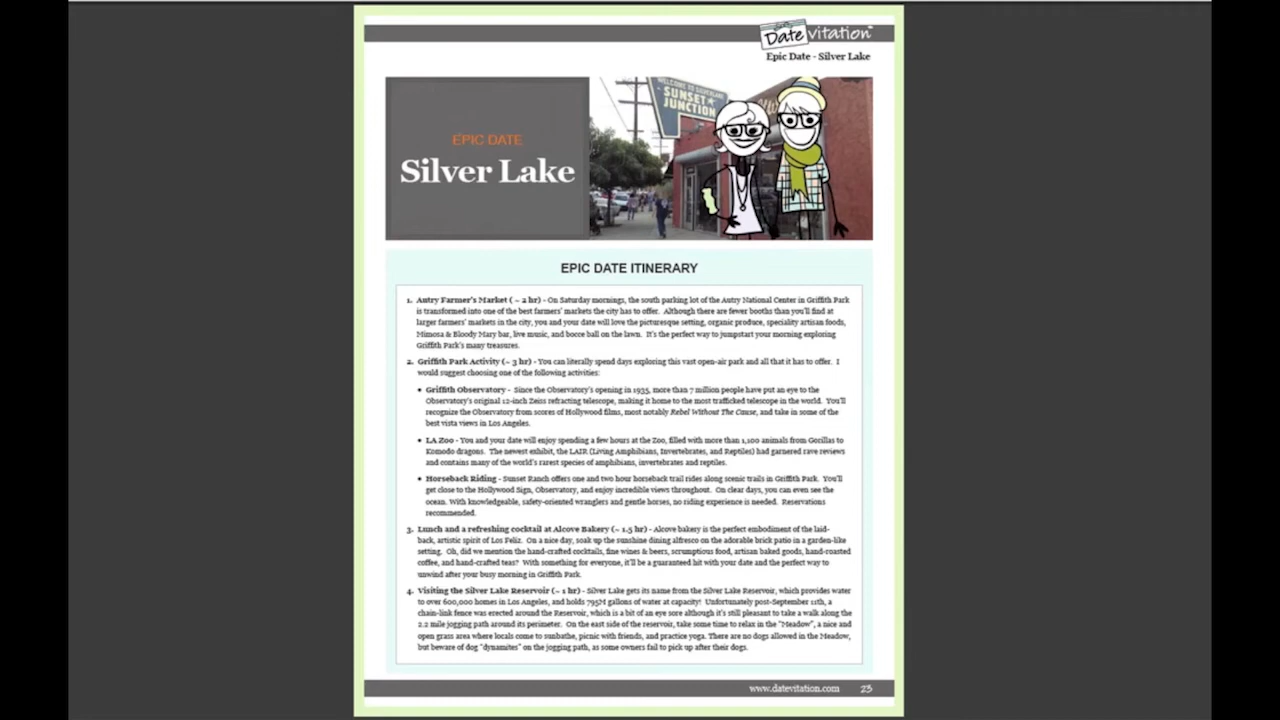 Datevitation
Epic Date - Silver Lake
WELCOME TO SILVERLAKE
SUNSET
JUNCTION
EPIC DATE
Silver Lake
EPIC DATE ITINERARY
1. Autry Farmer's Market ( ~ 2 hr) - On Saturday mornings, the south parking lot of the Autry National Center in Griffith Park
is transformed into one of the best farmers' markets the city has to offer. Although there are fewer booths than you'll find at
larger farmers' markets in the city, you and your date will love the picturesque setting, organic produce, speciality artisan foods,
Mimosa & Bloody Mary bar, live music, and bocce ball on the lawn. It's the perfect way to jumpstart your morning exploring
Griffith Park's many treasures.
2. Griffith Park Activity (~ 3 hr) - You can literally spend days exploring this vast open-air park and all that it has to offer. I
would suggest choosing one of the following activities:
• Griffith Observatory - Since the Observatory's opening in 1935, more than 7 million people have put an eye to the
Observatory's original 12-inch Zeiss refracting telescope, making it home to the most trafficked telescope in the world. You'll
recognize the Observatory from scores of Hollywood films, most notably Rebel Without The Cause, and take in some of the
best vista views in Los Angeles.
• LA Zoo - You and your date will enjoy spending a few hours at the Zoo, filled with more than 1,100 animals from Gorillas to
Komodo dragons. The newest exhibit, the LAIR (Living Amphibians, Invertebrates, and Reptiles) had garnered rave reviews
and contains many of the world's rarest species of amphibians, invertebrates and reptiles.
• Horseback Riding - Sunset Ranch offers one and two hour horseback trail rides along scenic trails in Griffith Park. You'll
get close to the Hollywood Sign, Observatory, and enjoy incredible views throughout. On clear days, you can even see the
ocean. With knowledgeable, safety-oriented wranglers and gentle horses, no riding experience is needed. Reservations
recommended.
3. Lunch and a refreshing cocktail at Alcove Bakery (~ 1.5 hr) - Alcove bakery is the perfect embodiment of the laid-
back, artistic spirit of Los Feliz. On a nice day, soak up the sunshine dining alfresco on the adorable brick patio in a garden-like
setting. Oh, did we mention the hand-crafted cocktails, fine wines & beers, scrumptious food, artisan baked goods, hand-roasted
coffee, and hand-crafted teas? With something for everyone, it'll be a guaranteed hit with your date and the perfect way to
unwind after your busy morning in Griffith Park.
4. Visiting the Silver Lake Reservoir (~ 1 hr) - Silver Lake gets its name from the Silver Lake Reservoir, which provides water
to over 600,000 homes in Los Angeles, and holds 795M gallons of water at capacity! Unfortunately post-September 11th, a
chain-link fence was erected around the Reservoir, which is a bit of an eye sore although it's still pleasant to take a walk along the
2.2 mile jogging path around its perimeter. On the east side of the reservoir, take some time to relax in the "Meadow", a nice and
open grass area where locals come to sunbathe, picnic with friends, and practice yoga. There are no dogs allowed in the Meadow,
but beware of dog "dynamites" on the jogging path, as some owners fail to pick up after their dogs.
www.datevitation.com 23